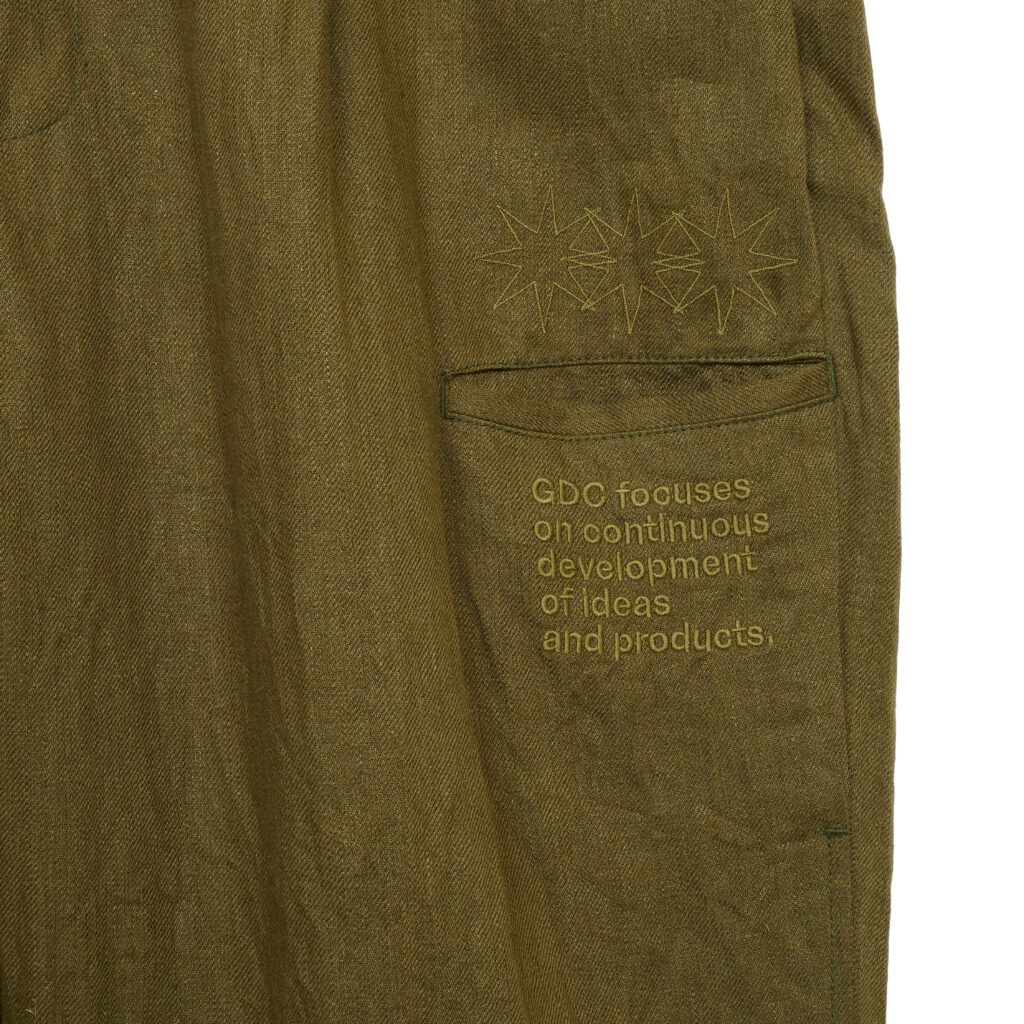 GDC focuses
on continuous
development
of ideas
and products.